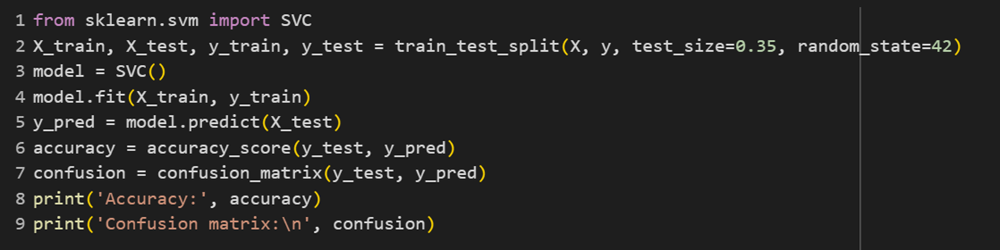 1 from sklearn.svm import SVC
2 X_train, X_test, y_train, y_test = train_test_split(X, y, test_size=0.35, random_state=42)
3 model = SVC()
4 model.fit(X_train, y_train)
5 y_pred = model.predict(X_test)
6 accuracy = accuracy_score(y_test, y_pred)
7 confusion = confusion_matrix(y_test, y_pred)
8 print('Accuracy:', accuracy)
9 print('Confusion matrix:\n', confusion)